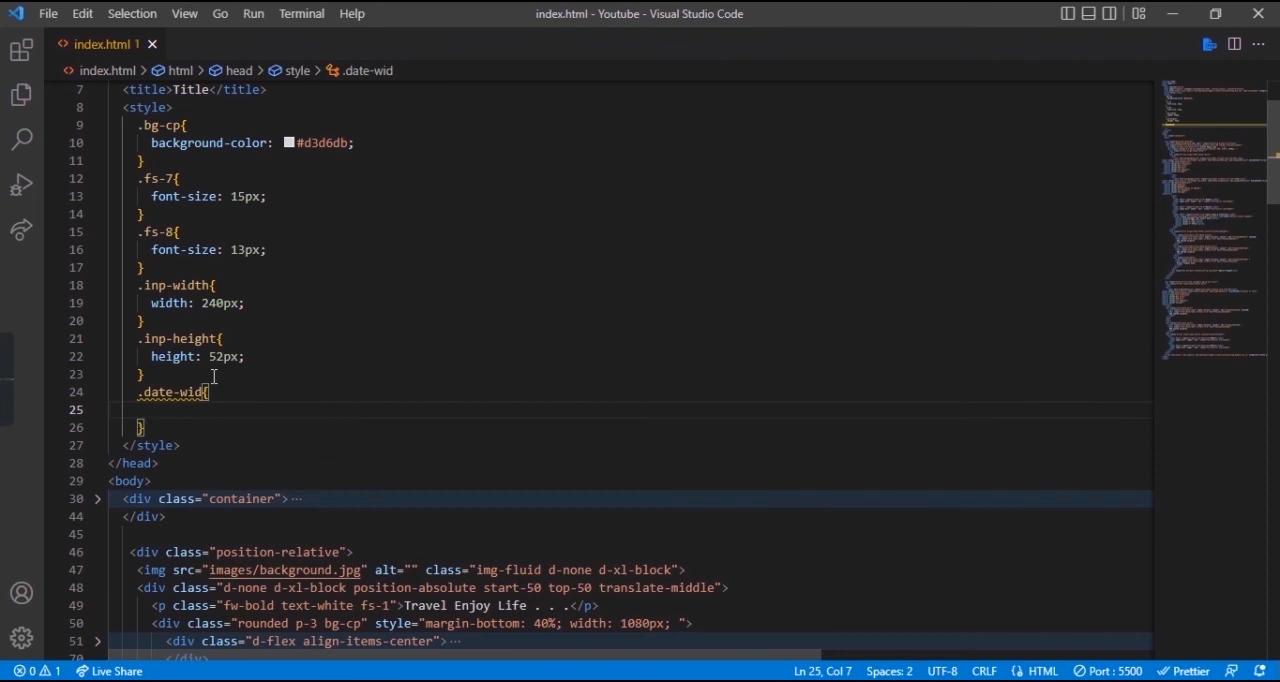 File Edit Selection View Go Run Terminal Help index.html - Youtube - Visual Studio Code
index.html 1
index.html > html > head > style > .date-wid
7 <title>Title</title>
8 <style>
9 .bg-cp{
10 background-color: #d3d6db;
11 }
12 .fs-7{
13 font-size: 15px;
14 }
15 .fs-8{
16 font-size: 13px;
17 }
18 .inp-width{
19 width: 240px;
20 }
21 .inp-height{
22 height: 52px;
23 }
24 .date-wid{
25
26 }
27 </style>
28 </head>
29 <body>
30 <div class="container">…
44 </div>
45
46 <div class="position-relative">
47 <img src="images/background.jpg" alt="" class="img-fluid d-none d-xl-block">
48 <div class="d-none d-xl-block position-absolute start-50 top-50 translate-middle">
49 <p class="fw-bold text-white fs-1">Travel Enjoy Life . . .</p>
50 <div class="rounded p-3 bg-cp" style="margin-bottom: 40%; width: 1080px; ">
51 <div class="d-flex align-items-center">…
70 </div>
0 1 Live Share Ln 25, Col 7 Spaces: 2 UTF-8 CRLF HTML Port : 5500 Prettier